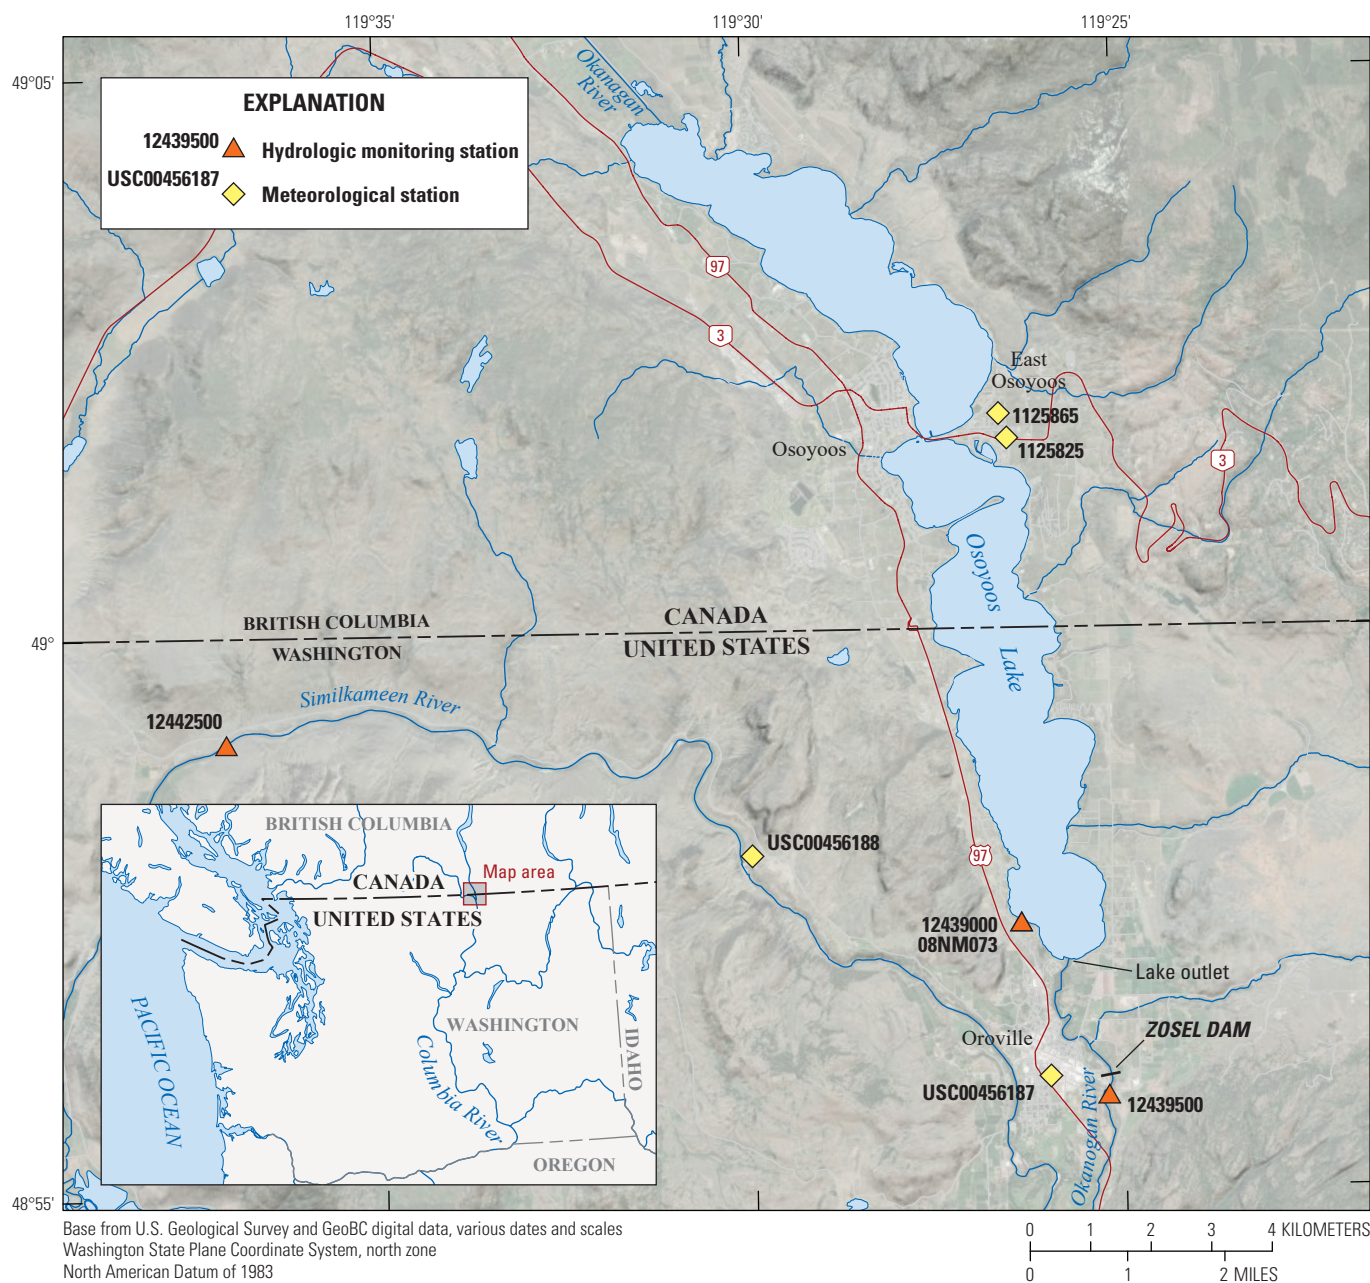 119°35'
119°30'
119°25'
49°05'
49°
48°55'
EXPLANATION
12439500
Hydrologic monitoring station
USC00456187
Meteorological station
Okanagan
River
97
3
East
Osoyoos
1125865
1125825
Osoyoos
3
Osoyoos
Lake
BRITISH COLUMBIA
WASHINGTON
CANADA
UNITED STATES
Similkameen River
12442500
USC00456188
97
12439000
08NM073
Lake outlet
Oroville
ZOSEL DAM
USC00456187
12439500
Okanogan River
BRITISH COLUMBIA
CANADA
Map area
UNITED STATES
PACIFIC OCEAN
WASHINGTON
Columbia River
IDAHO
OREGON
Base from U.S. Geological Survey and GeoBC digital data, various dates and scales
Washington State Plane Coordinate System, north zone
North American Datum of 1983
0 1 2 3 4 KILOMETERS
0 1 2 MILES